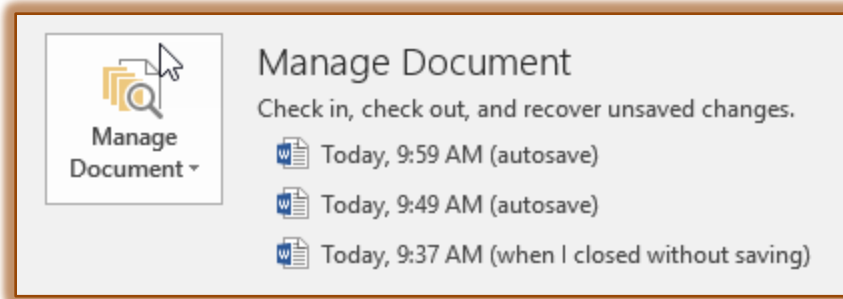 Manage Document
Check in, check out, and recover unsaved changes.
Manage
Document
Today, 9:59 AM (autosave)
Today, 9:49 AM (autosave)
Today, 9:37 AM (when I closed without saving)